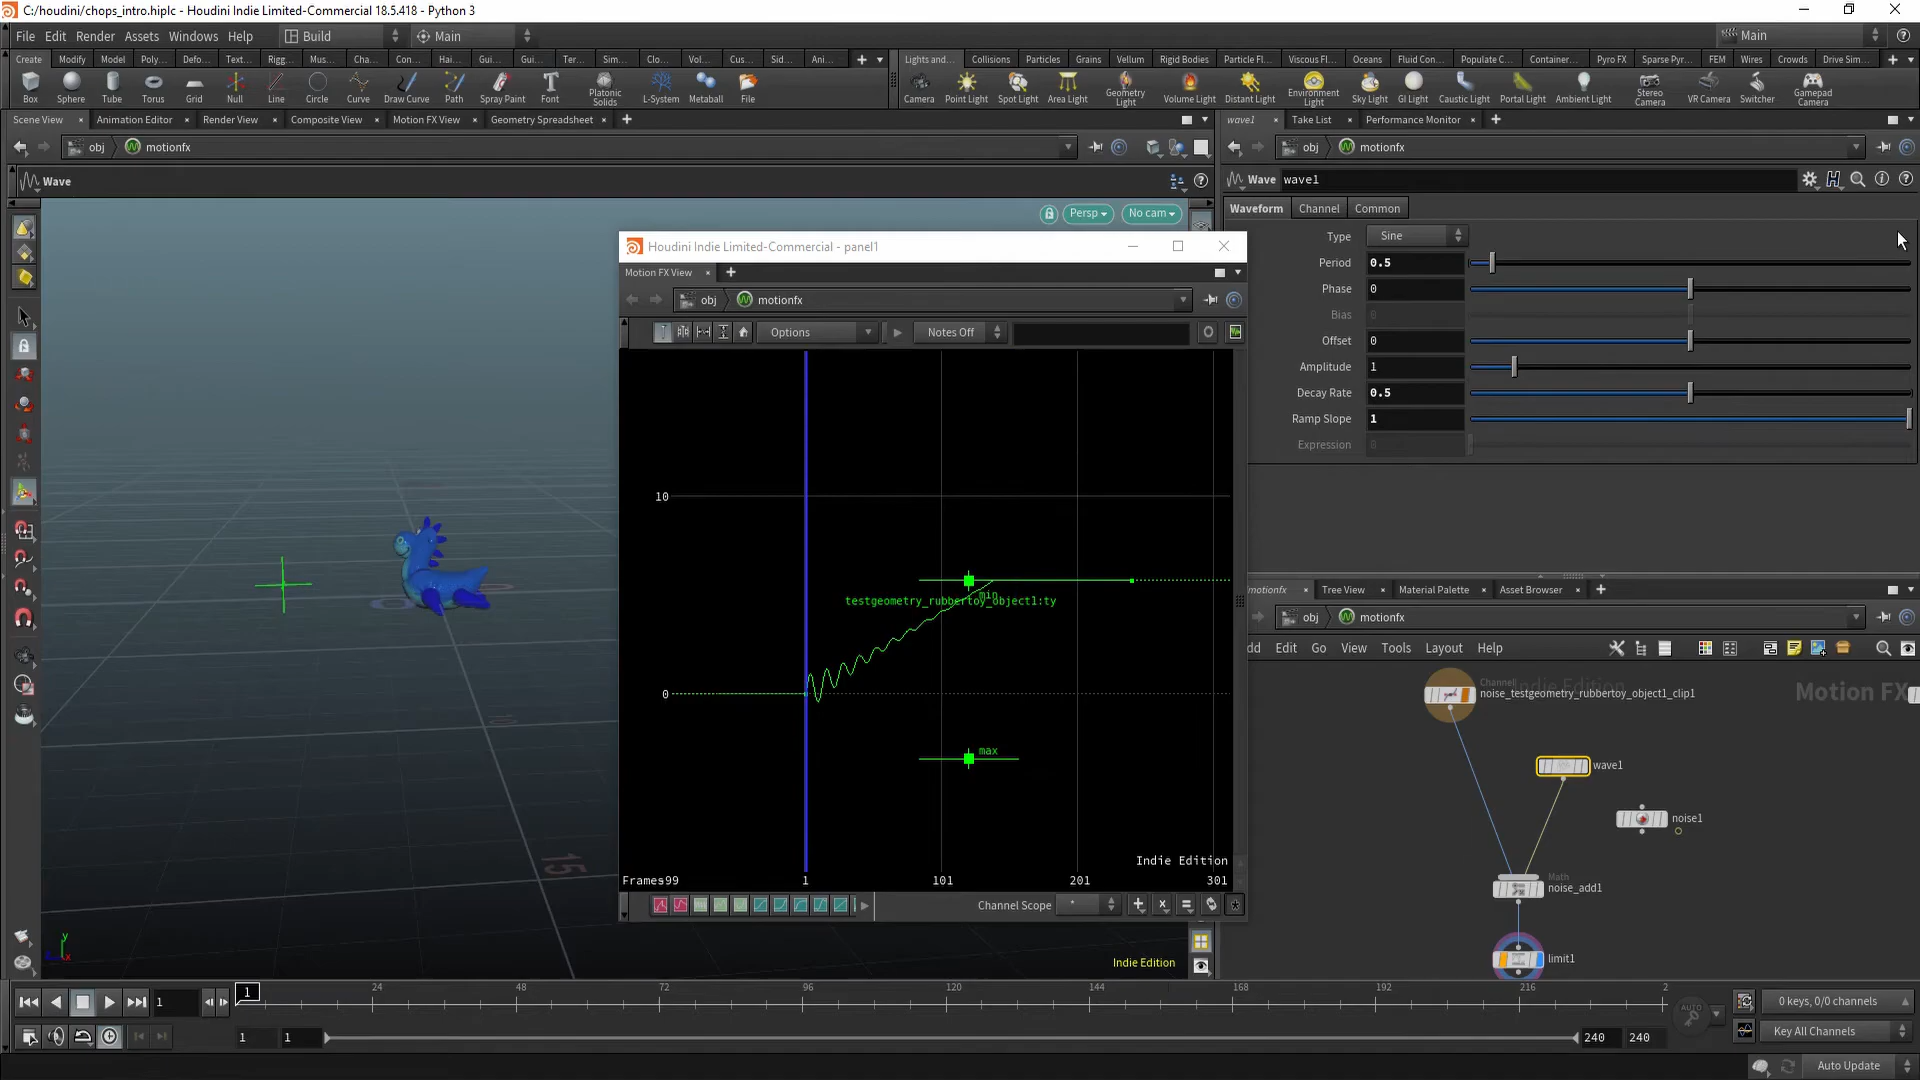 C:/houdini/chops_intro.hiplc - Houdini Indie Limited-Commercial 18.5.418 - Python 3
File Edit Render Assets Windows Help Build Main Main
Create Modify Model Poly... Defo... Text... Rigg... Mus... Cha... Con... Hai... Gui... Gui... Ter... Sim... Clo... Vol... Cus... Sid... Ani...
Lights and... Collisions Particles Grains Vellum Rigid Bodies Particle Fl... Viscous Fl... Oceans Fluid Con... Populate C... Container... Pyro FX Sparse Pyr... FEM Wires Crowds Drive Sim...
Box Sphere Tube Torus Grid Null Line Circle Curve Draw Curve Path Spray Paint Font Platonic Solids L-System Metaball File
Camera Point Light Spot Light Area Light Geometry Light Volume Light Distant Light Environment Light Sky Light GI Light Caustic Light Portal Light Ambient Light Stereo Camera VR Camera Switcher Gamepad Camera
Scene View Animation Editor Render View Composite View Motion FX View Geometry Spreadsheet
wave1 Take List Performance Monitor
obj motionfx
obj motionfx
Wave
Wave wave1
Persp No cam
Waveform Channel Common
Type Sine
Period 0.5
Phase 0
Bias 0
Offset 0
Amplitude 1
Decay Rate 0.5
Ramp Slope 1
Expression 0
Houdini Indie Limited-Commercial - panel1
Motion FX View
obj motionfx
Options Notes Off
10
min
testgeometry_rubbertoy_object1:ty
0
max
Indie Edition
Frames99 1 101 201 301
Channel Scope *
15
Indie Edition
motionfx Tree View Material Palette Asset Browser
obj motionfx
dd Edit Go View Tools Layout Help
Indie Edition
Motion FX
Channel
noise_testgeometry_rubbertoy_object1_clip1
wave1
noise1
Math
noise_add1
limit1
y
x
1
1 24 48 72 96 120 144 168 192 216 2
AUTO
0 keys, 0/0 channels
1 1 240 240
Key All Channels
Auto Update